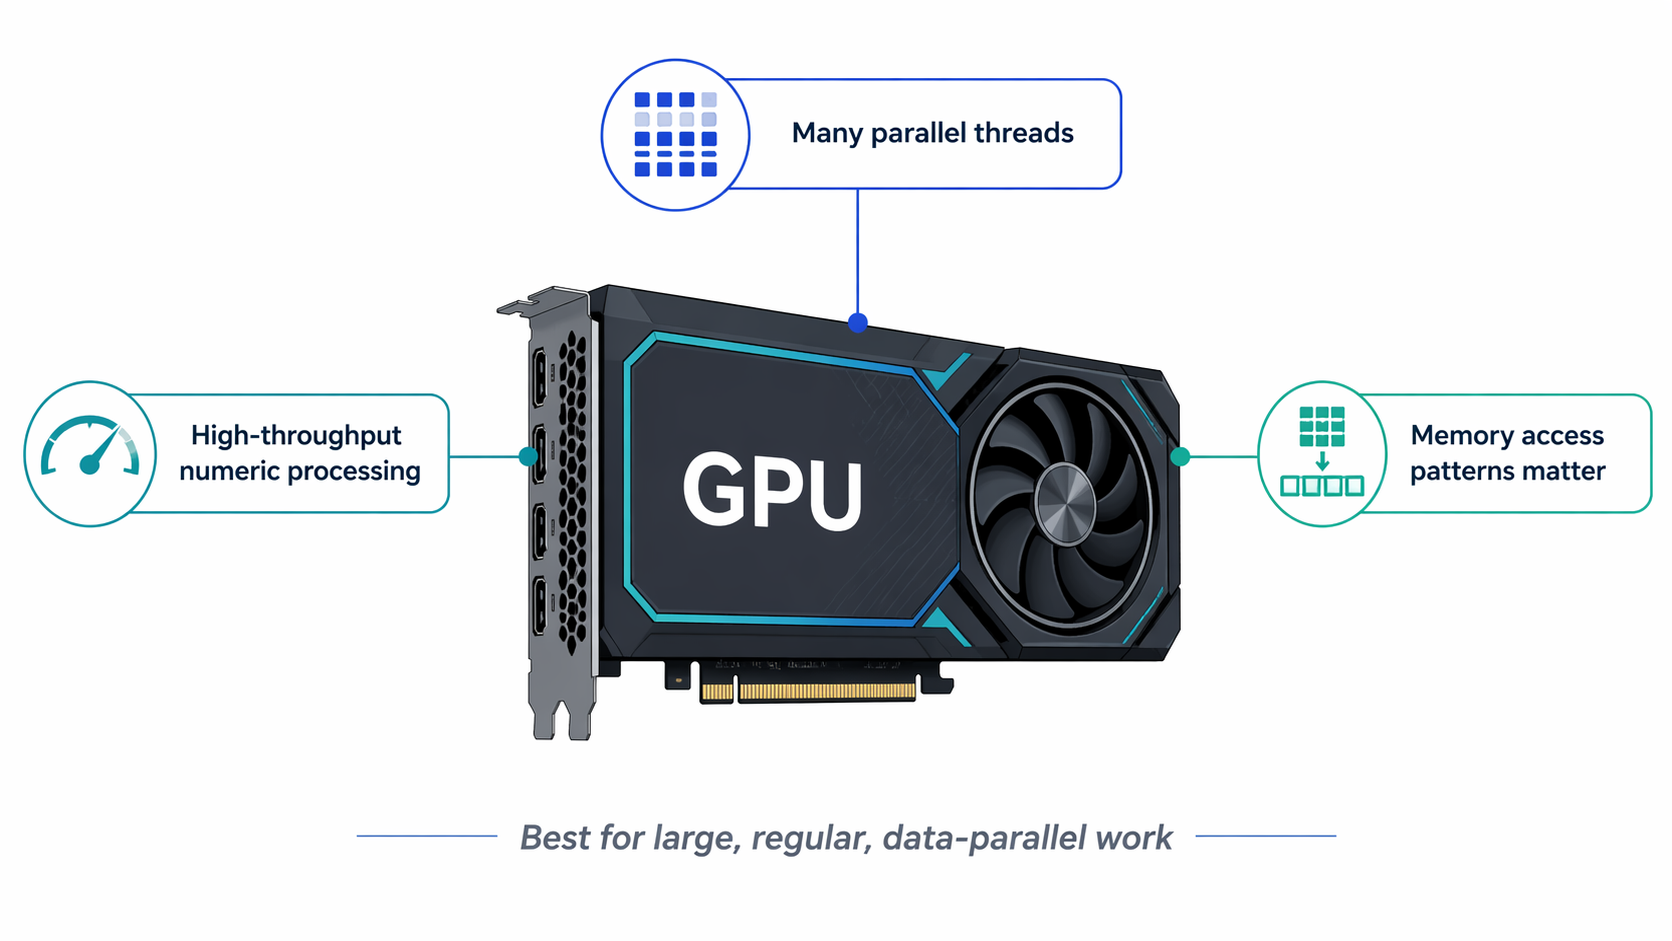 Many parallel threads
High-throughput
numeric processing
GPU
Memory access
patterns matter
Best for large, regular, data-parallel work